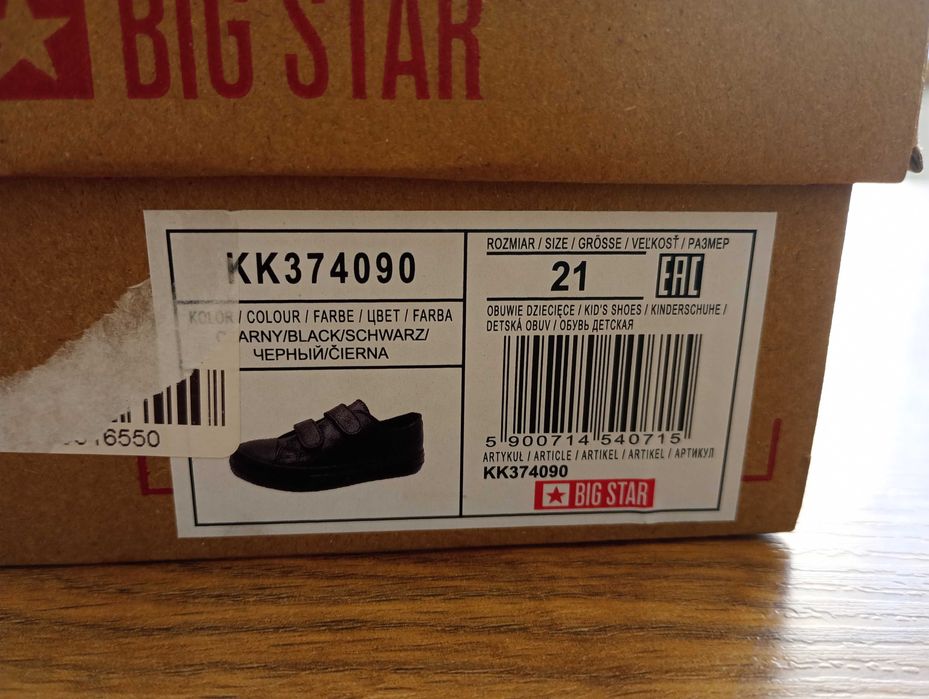 BIG STAR
KK374090
KOLOR / COLOUR / FARBE / ЦВЕТ / FARBA
CZARNY/BLACK/SCHWARZ/
ЧЕРНЫЙ/ČIERNA
6550
ROZMIAR / SIZE / GRÖSSE / VEĽKOSŤ / РАЗМЕР
21
EAC
OBUWIE DZIECIĘCE / KID'S SHOES / KINDERSCHUHE /
DETSKÁ OBUV / ОБУВЬ ДЕТСКАЯ
5 900714 540715
ARTYKUŁ / ARTICLE / ARTIKEL / ARTIKEL / АРТИКУЛ
KK374090
BIG STAR